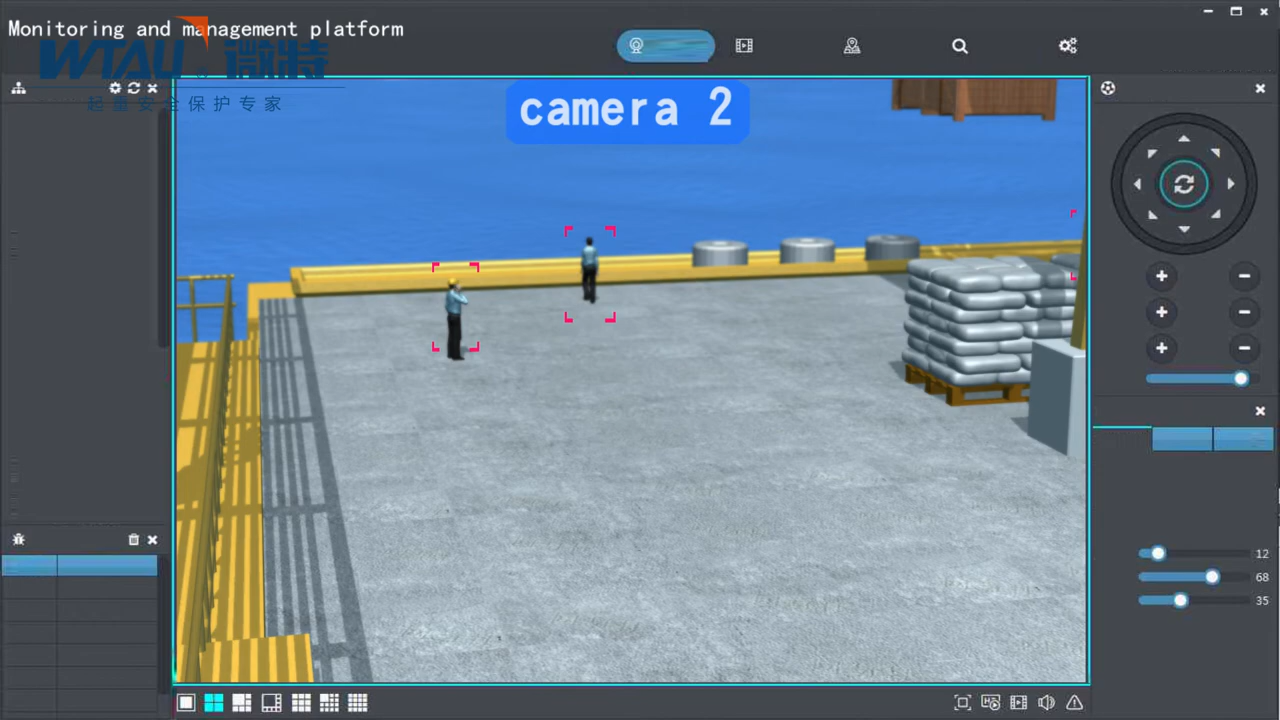 Monitoring and management platform
WTAU 微特
起重安全保护专家
camera 2
12
68
35